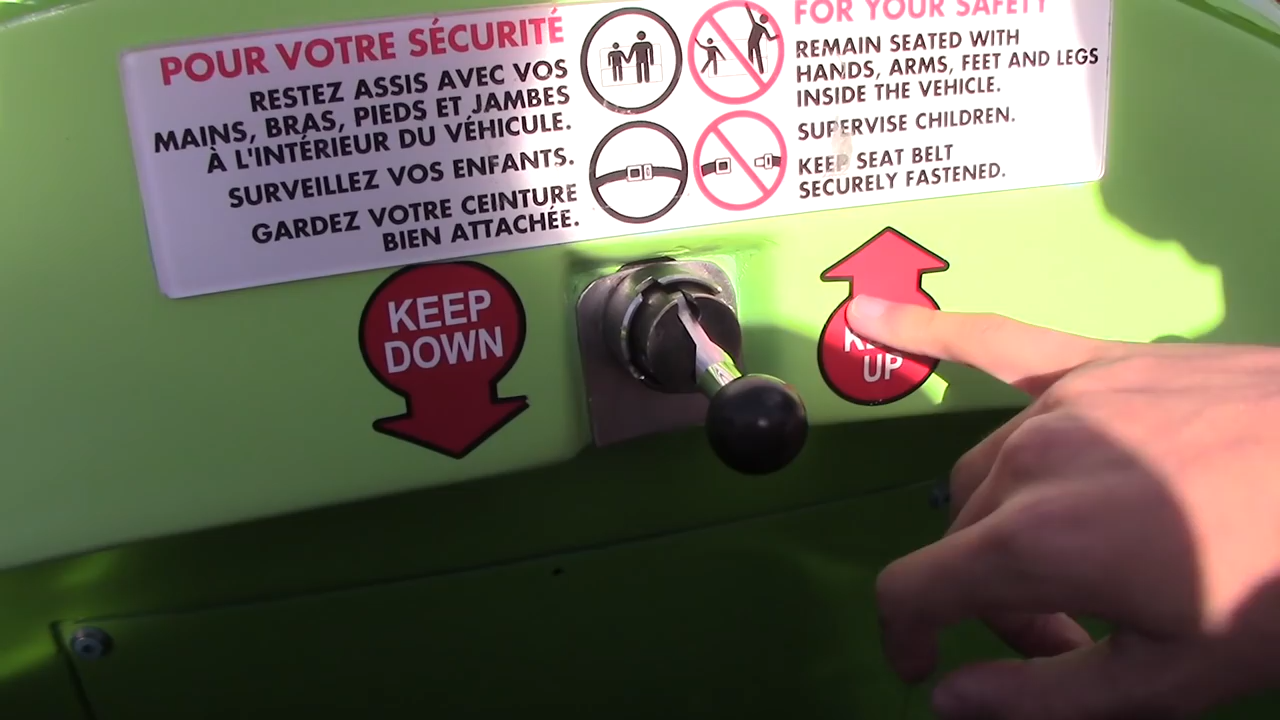 POUR VOTRE SÉCURITÉ
RESTEZ ASSIS AVEC VOS
MAINS, BRAS, PIEDS ET JAMBES
À L'INTÉRIEUR DU VÉHICULE.
SURVEILLEZ VOS ENFANTS.
GARDEZ VOTRE CEINTURE
BIEN ATTACHÉE.
FOR YOUR SAFETY
REMAIN SEATED WITH
HANDS, ARMS, FEET AND LEGS
INSIDE THE VEHICLE.
SUPERVISE CHILDREN.
KEEP SEAT BELT
SECURELY FASTENED.
KEEP
DOWN
UP